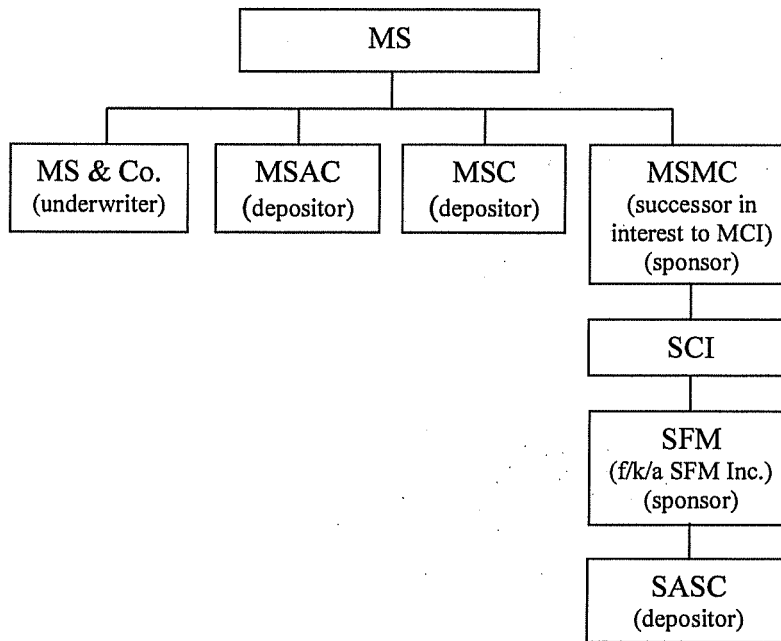 MS
MS & Co.
(underwriter)
MSAC
(depositor)
MSC
(depositor)
MSMC
(successor in
interest to MCI)
(sponsor)
SCI
SFM
(f/k/a SFM Inc.)
(sponsor)
SASC
(depositor)